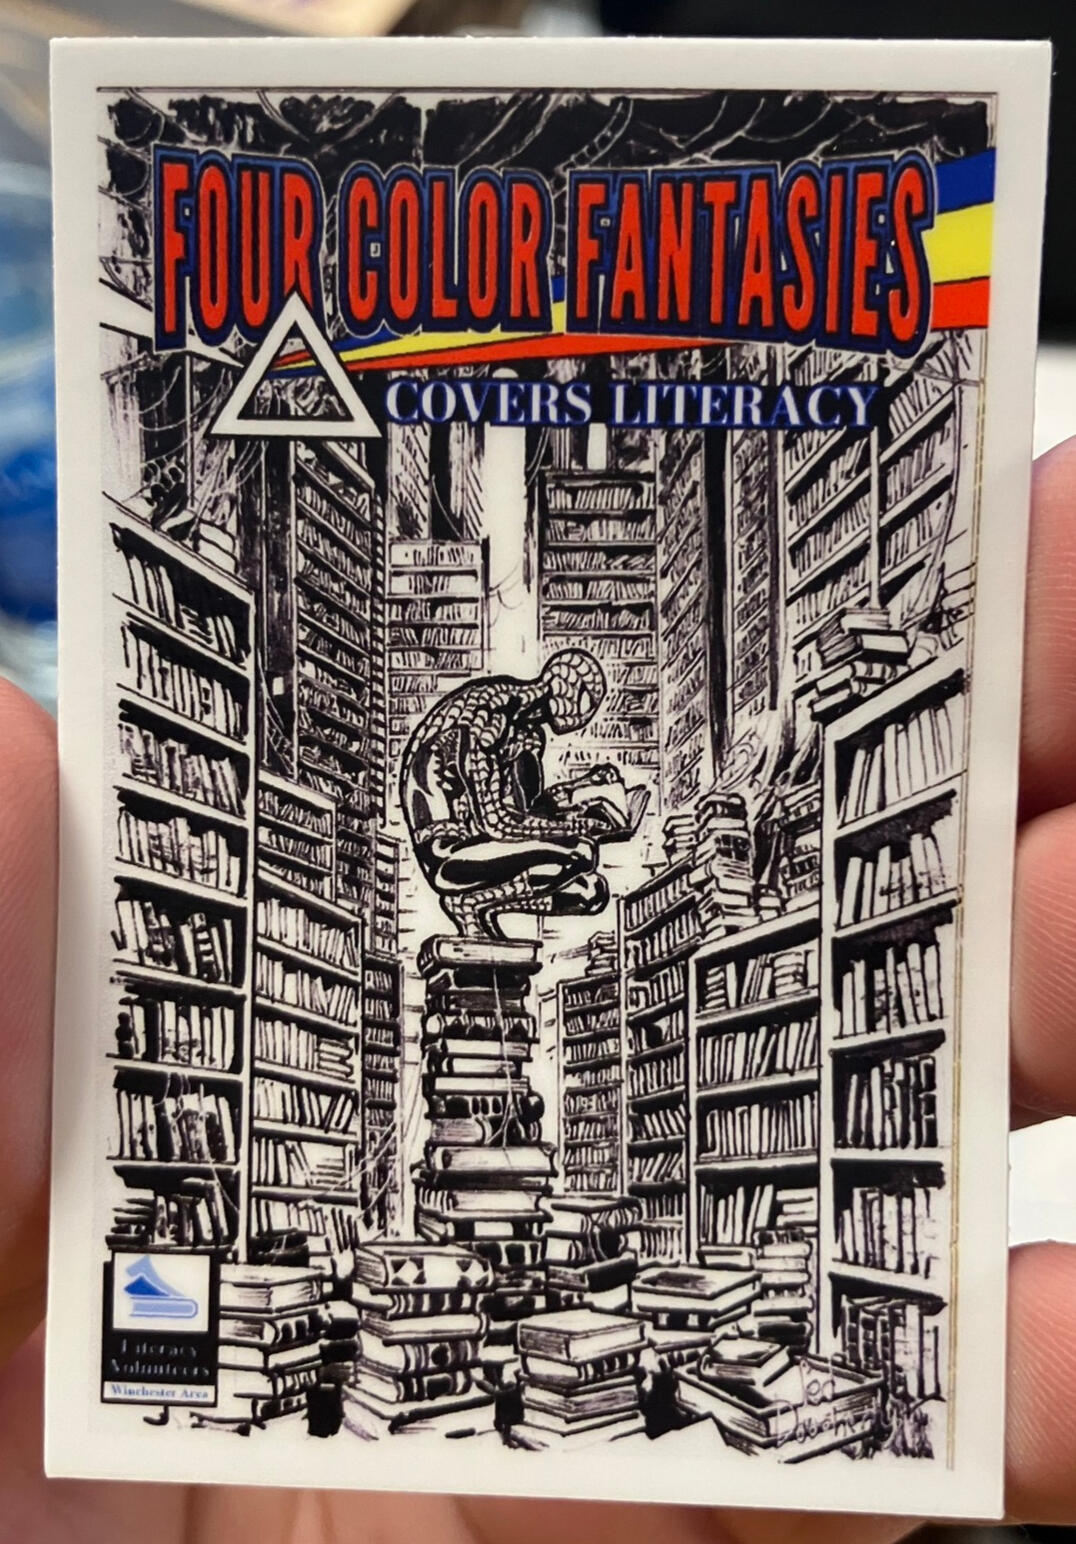 FOUR COLOR FANTASIES
COVERS LITERACY
Literacy
Volunteers
Winchester Area